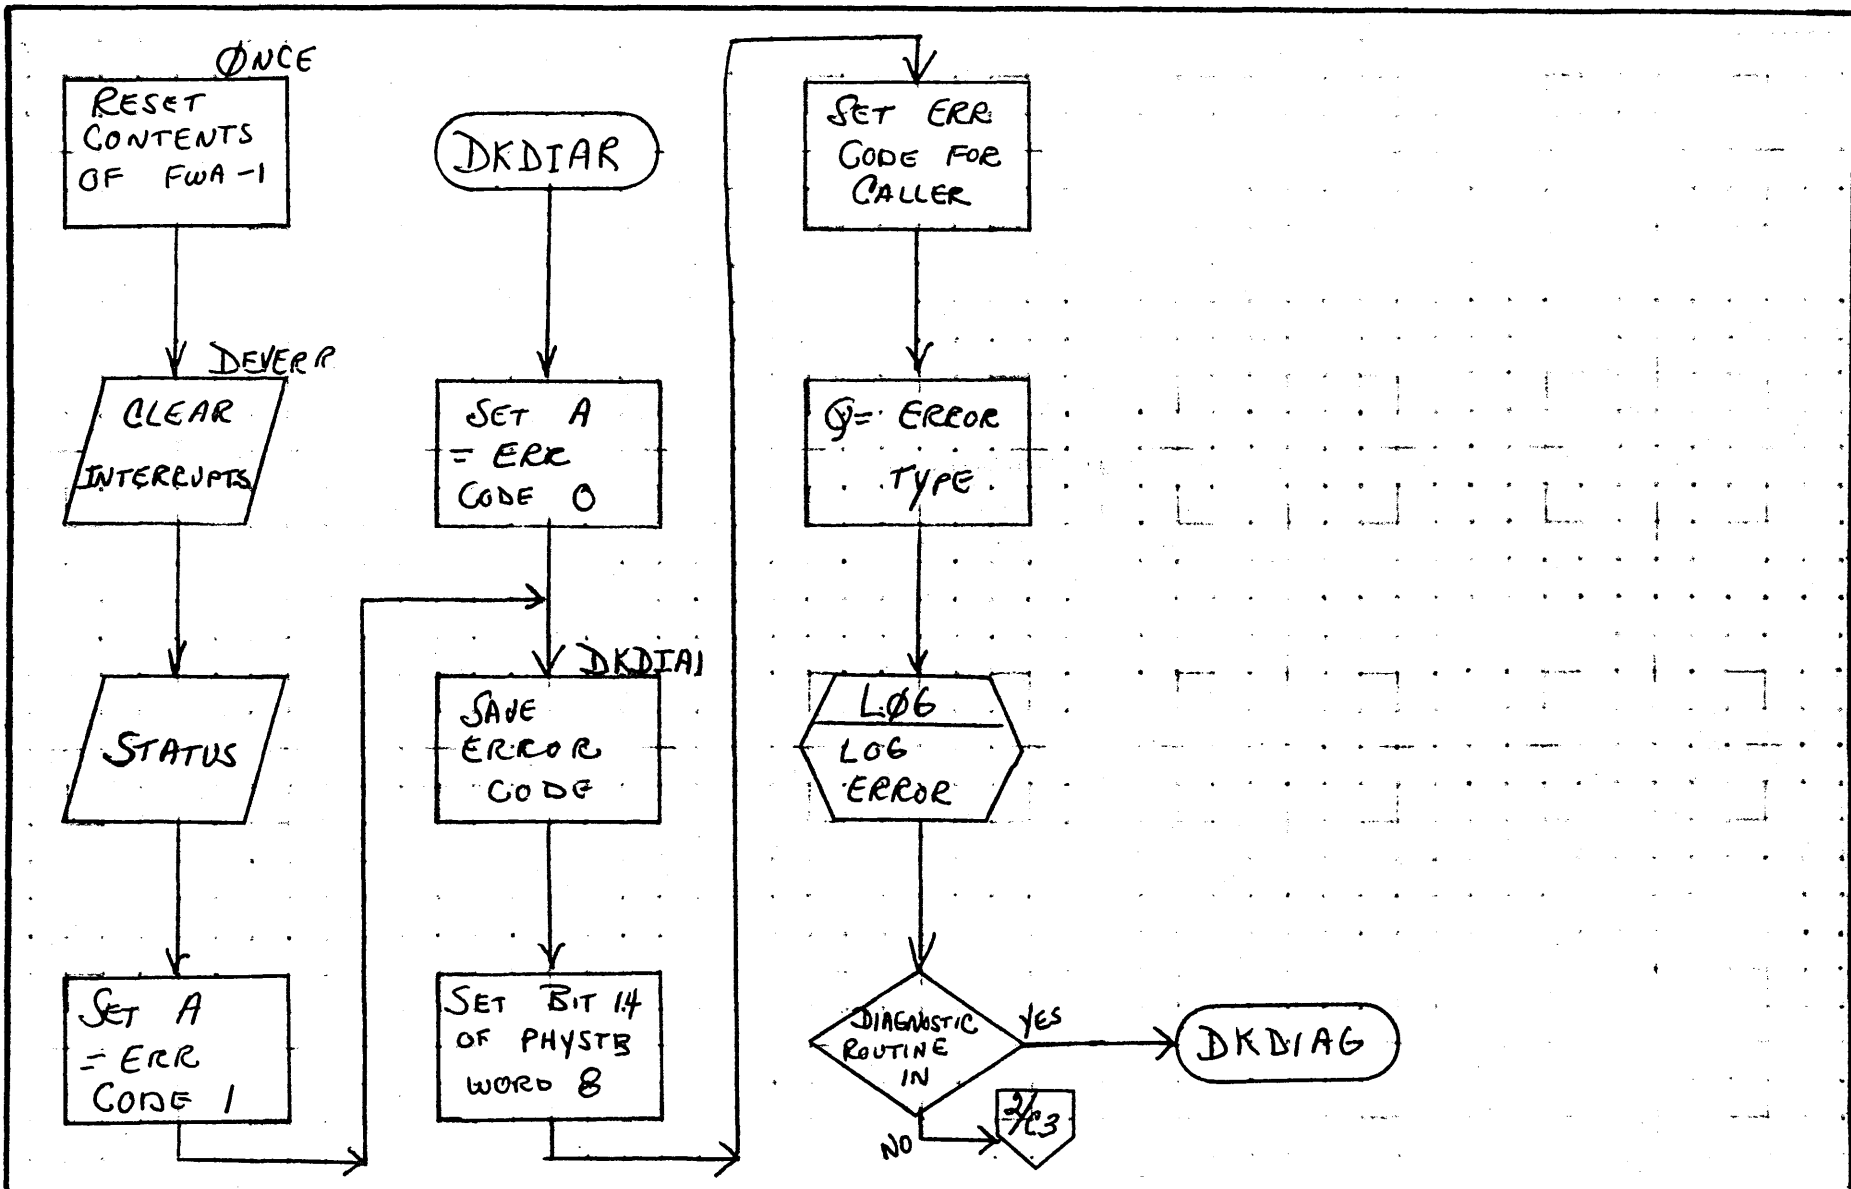 ØNCE
RESET
CONTENTS
OF FWA-1
DEVERR
CLEAR
INTERRUPTS
STATUS
SET A
= ERR
CODE 1
DKDIAR
SET A
= ERR
CODE 0
DKDIA1
SAVE
ERROR
CODE
SET BIT 14
OF PHYSTB
WORD 8
SET ERR
CODE FOR
CALLER
Q = ERROR
TYPE
LØG
LOG
ERROR
DIAGNOSTIC
ROUTINE
IN
YES
DKDIAG
NO
2/C3